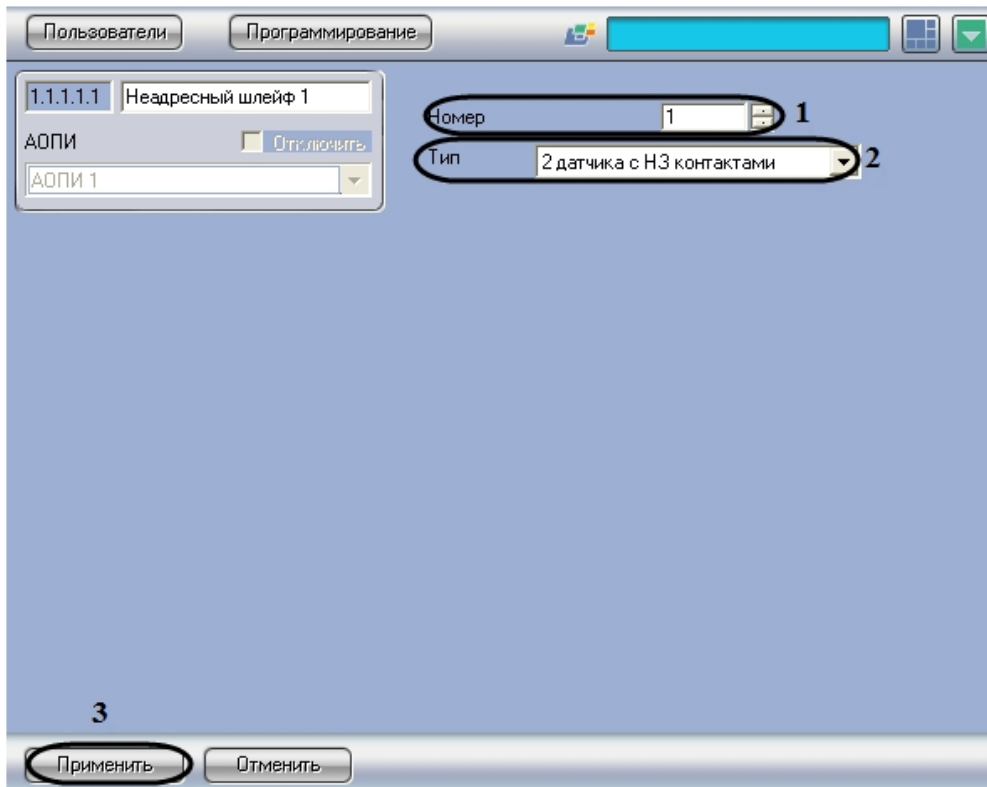 Пользователи Программирование
1.1.1.1.1 Неадресный шлейф 1
АОПИ Отключить
АОПИ 1
Номер 1 1
Тип 2 датчика с НЗ контактами 2
3
Применить Отменить